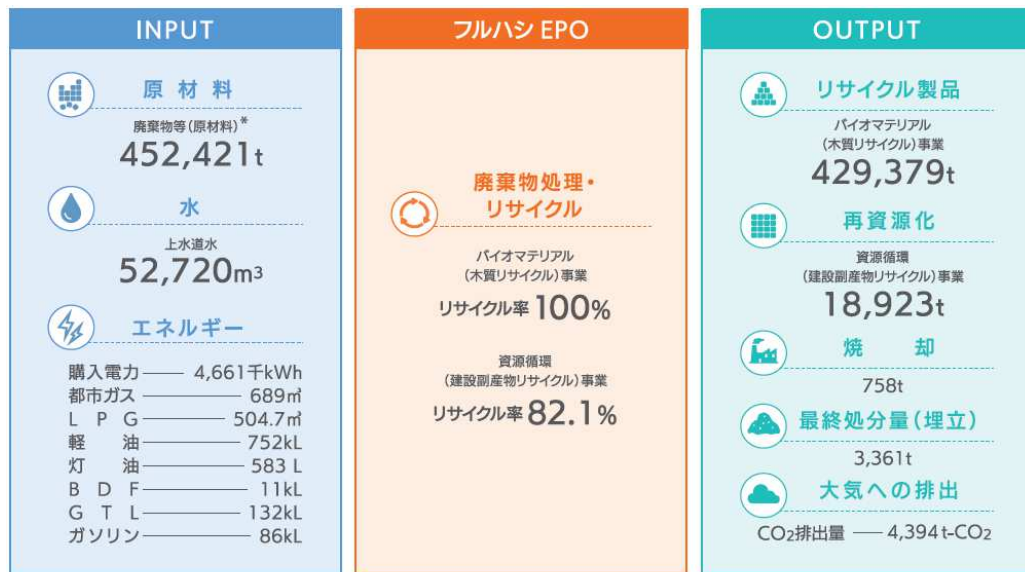 INPUT
原材料
廃棄物等(原材料)*
452,421t
水
上水道水
52,720m³
エネルギー
購入電力 4,661千kWh
都市ガス 689㎥
LPG 504.7㎥
軽油 752kL
灯油 583 L
BDF 11kL
GTL 132kL
ガソリン 86kL
フルハシ EPO
廃棄物処理・
リサイクル
バイオマテリアル
(木質リサイクル)事業
リサイクル率 100%
資源循環
(建設副産物リサイクル)事業
リサイクル率 82.1%
OUTPUT
リサイクル製品
バイオマテリアル
(木質リサイクル)事業
429,379t
再資源化
資源循環
(建設副産物リサイクル)事業
18,923t
焼却
758t
最終処分量(埋立)
3,361t
大気への排出
CO₂排出量 4,394 t-CO₂